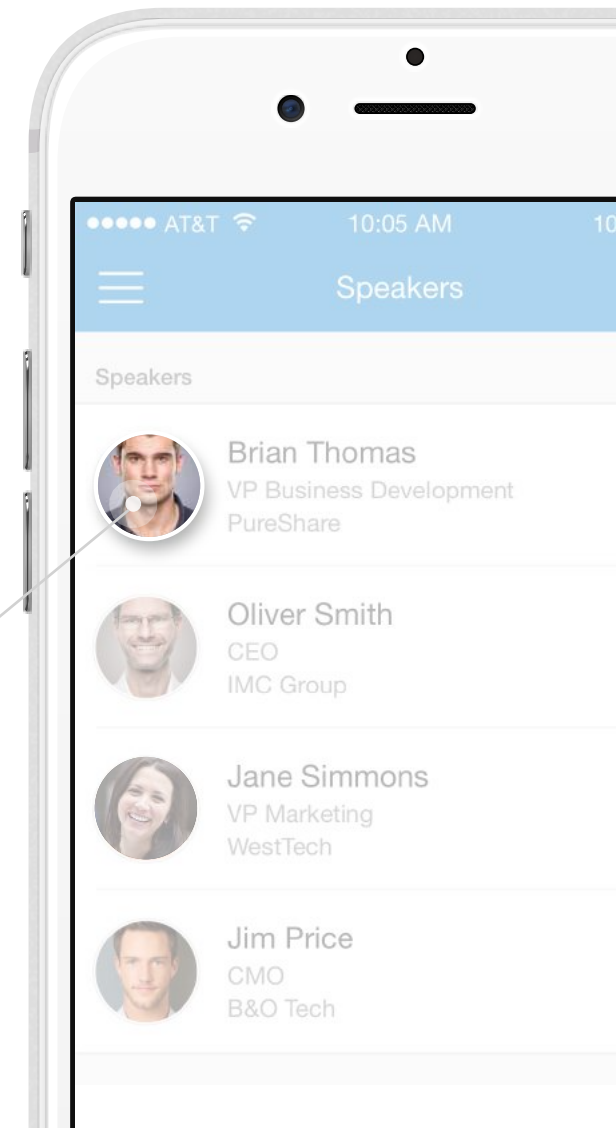 AT&T 10:05 AM 10
Speakers
Speakers
Brian Thomas
VP Business Development
PureShare
Oliver Smith
CEO
IMC Group
Jane Simmons
VP Marketing
WestTech
Jim Price
CMO
B&O Tech